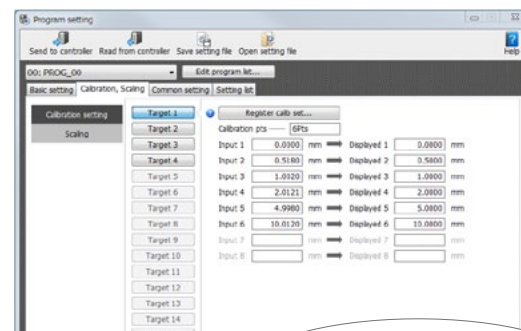 Program setting
Send to controller Read from controller Save setting file Open setting file Help
00: PROG_00 Edit program list...
Basic setting Calibration, Scaling Common setting Setting list
Calibration setting Target 1 Register calib set...
Scaling Target 2 Calibration pts 6Pts
Target 3 Input 1 0.0000 mm Displayed 1 0.0000 mm
Target 4 Input 2 0.5180 mm Displayed 2 0.5000 mm
Target 5 Input 3 1.0320 mm Displayed 3 1.0000 mm
Target 6 Input 4 2.0121 mm Displayed 4 2.0000 mm
Target 7 Input 5 4.9980 mm Displayed 5 5.0000 mm
Target 8 Input 6 10.0120 mm Displayed 6 10.0000 mm
Target 9 Input 7 mm Displayed 7 mm
Target 10 Input 8 mm Displayed 8 mm
Target 11
Target 12
Target 13
Target 14